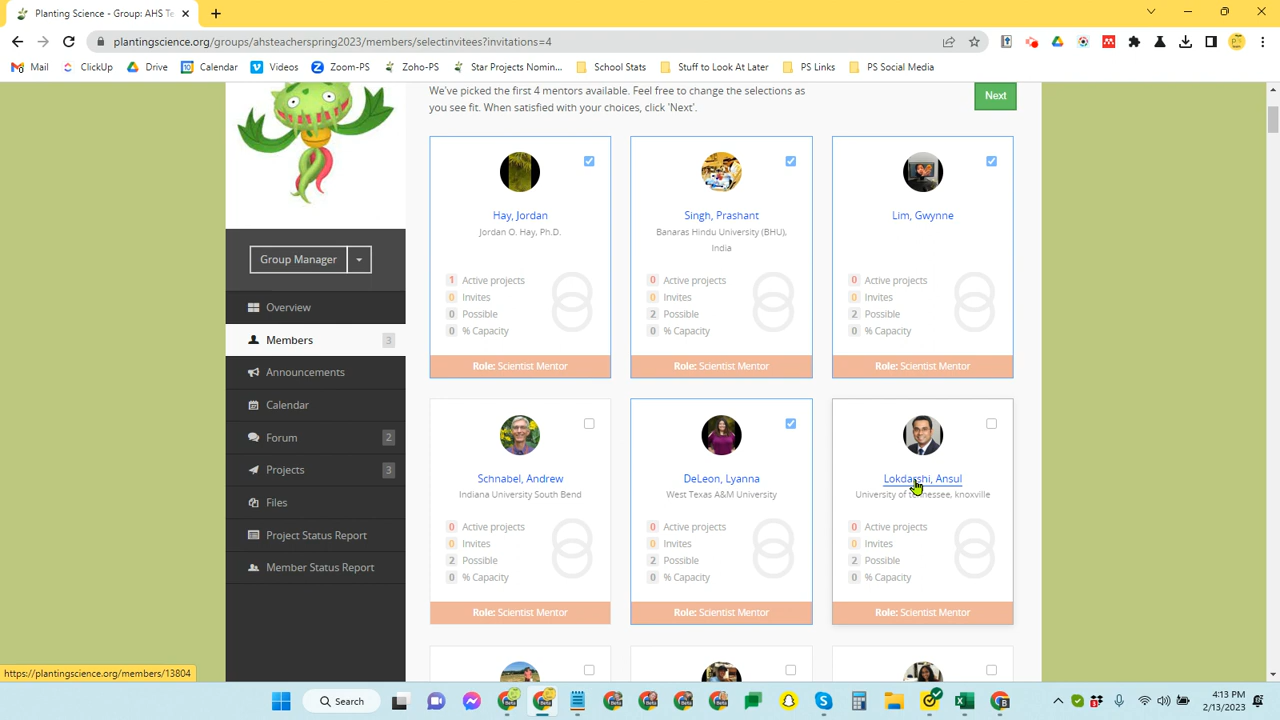 Planting Science - Group: AHS Te
plantingscience.org/groups/ahsteacherspring2023/members/selectinvitees?invitations=4
Mail
ClickUp
Drive
Calendar
Videos
Zoom-PS
Zoho-PS
Star Projects Nomin...
School Stats
Stuff to Look At Later
PS Links
PS Social Media
We've picked the first 4 mentors available. Feel free to change the selections as
you see fit. When satisfied with your choices, click 'Next'.
Next
Hay, Jordan
Jordan O. Hay, Ph.D.
1 Active projects
0 Invites
0 Possible
0 % Capacity
Role: Scientist Mentor
Singh, Prashant
Banaras Hindu University (BHU),
India
0 Active projects
0 Invites
2 Possible
0 % Capacity
Role: Scientist Mentor
Lim, Gwynne
0 Active projects
0 Invites
2 Possible
0 % Capacity
Role: Scientist Mentor
Group Manager
Overview
Members 3
Announcements
Calendar
Forum 2
Projects 3
Files
Project Status Report
Member Status Report
Schnabel, Andrew
Indiana University South Bend
0 Active projects
0 Invites
2 Possible
0 % Capacity
Role: Scientist Mentor
DeLeon, Lyanna
West Texas A&M University
0 Active projects
0 Invites
2 Possible
0 % Capacity
Role: Scientist Mentor
Lokdarshi, Ansul
University of Tennessee, knoxville
0 Active projects
0 Invites
2 Possible
0 % Capacity
Role: Scientist Mentor
https://plantingscience.org/members/13804
Search
4:13 PM
2/13/2023